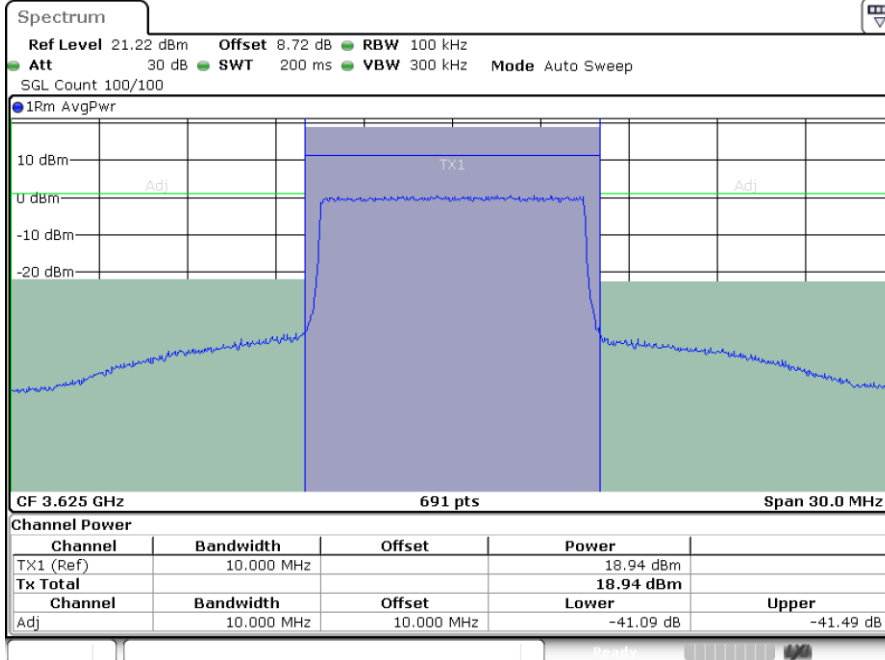 Spectrum
Ref Level 21.22 dBm Offset 8.72 dB RBW 100 kHz
Att 30 dB SWT 200 ms VBW 300 kHz Mode Auto Sweep
SGL Count 100/100
1Rm AvgPwr
10 dBm
TX1
Adj Adj
0 dBm
-10 dBm
-20 dBm
CF 3.625 GHz 691 pts Span 30.0 MHz
Channel Power
Channel Bandwidth Offset Power
TX1 (Ref) 10.000 MHz 18.94 dBm
Tx Total 18.94 dBm
Channel Bandwidth Offset Lower Upper
Adj 10.000 MHz 10.000 MHz -41.09 dB -41.49 dB
Ready